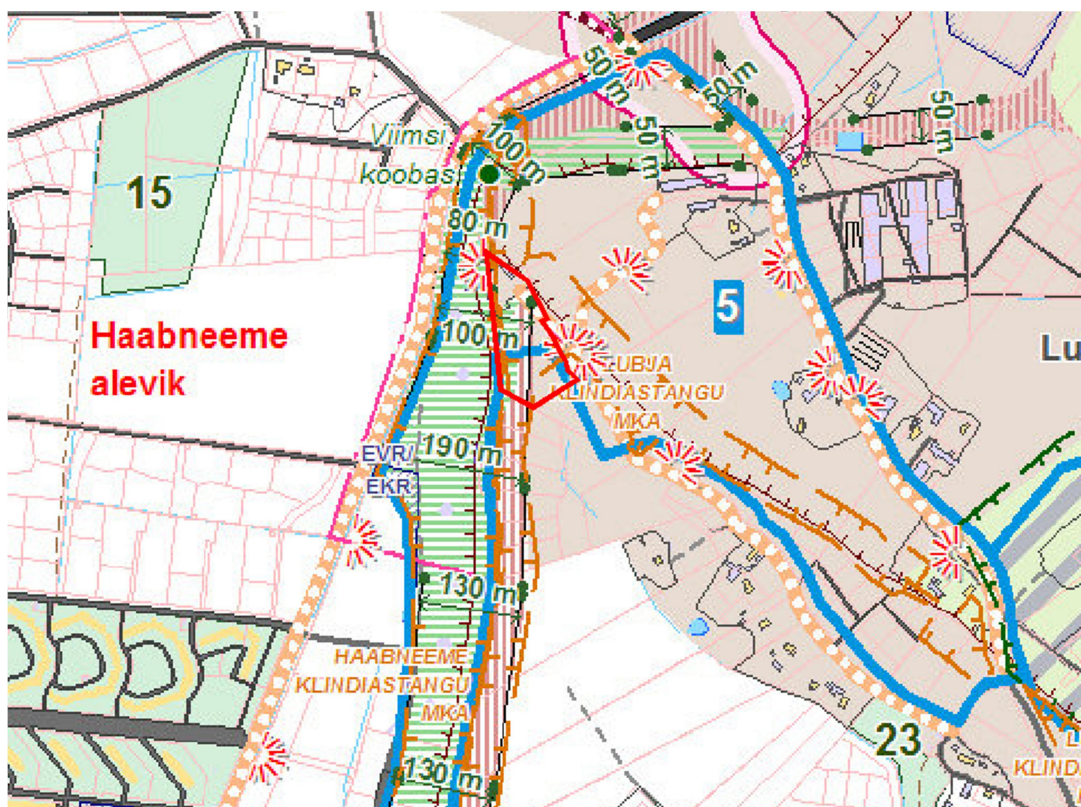 50 m
50 m
50 m
50 m
Viimsi
koobas
100 m
15
80 m
5
Haabneeme
alevik
100 m
Lu
LUBJA
KLINDIASTANGU
MKA
190 m
EVR/
EKR
130 m
HAABNEEME
KLINDIASTANGU
MKA
23
130 m
L
KLIND